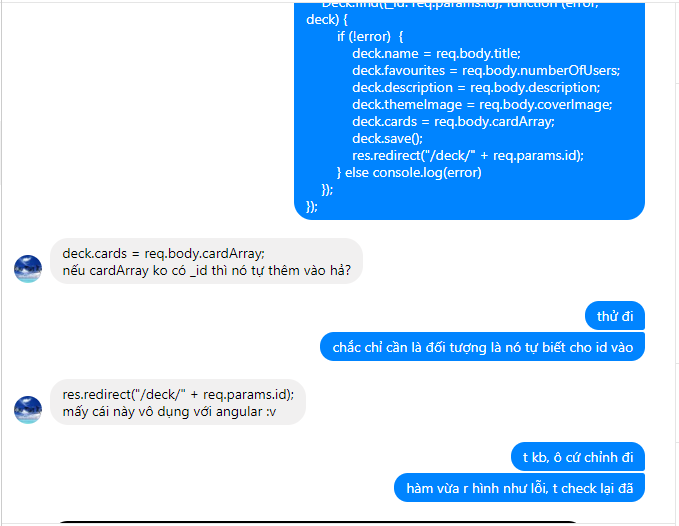 Deck.find({_id: req.params.id}, function (error,
deck) {
if (!error) {
deck.name = req.body.title;
deck.favourites = req.body.numberOfUsers;
deck.description = req.body.description;
deck.themeImage = req.body.coverImage;
deck.cards = req.body.cardArray;
deck.save();
res.redirect("/deck/" + req.params.id);
} else console.log(error)
});
});
deck.cards = req.body.cardArray;
nếu cardArray ko có _id thì nó tự thêm vào hả?
thử đi
chắc chỉ cần là đối tượng là nó tự biết cho id vào
res.redirect("/deck/" + req.params.id);
mấy cái này vô dụng với angular :v
t kb, ô cứ chỉnh đi
hàm vừa r hình như lỗi, t check lại đã